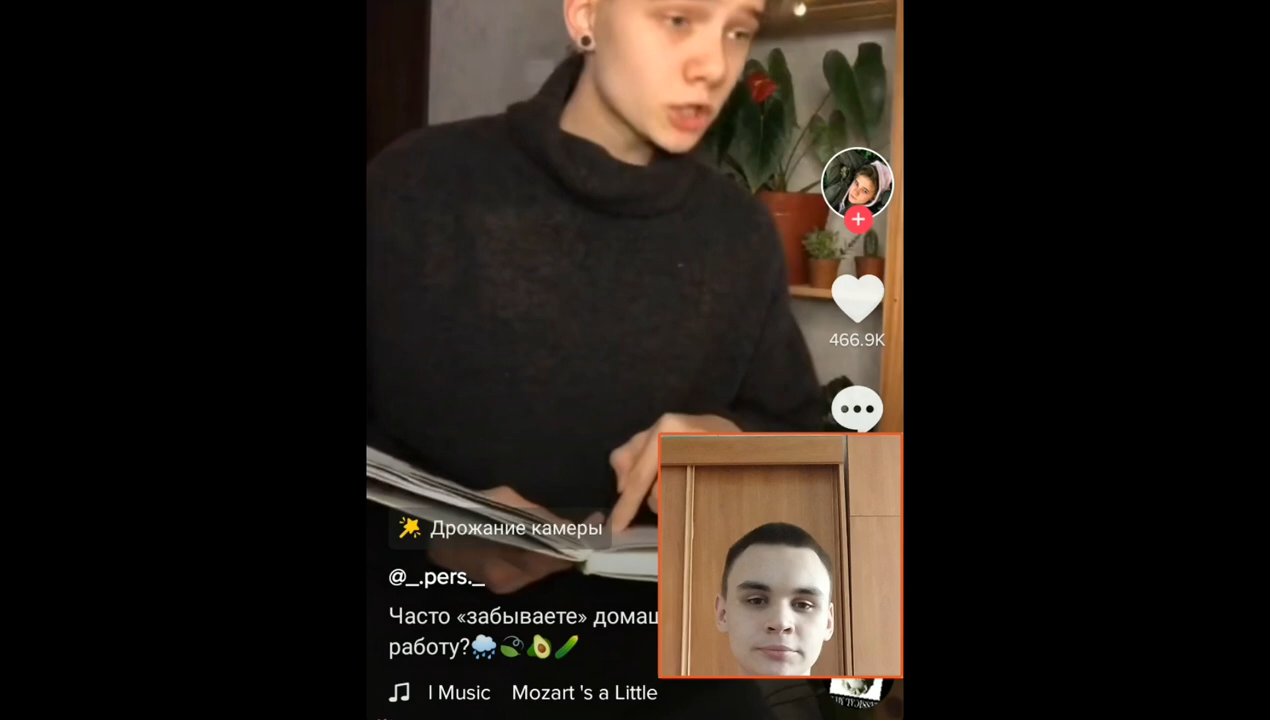 466.9K
Дрожание камеры
@_.pers._
Часто «забываете» домаш
работу?🌧️🍃🥑🥒
l Music Mozart 's a Little